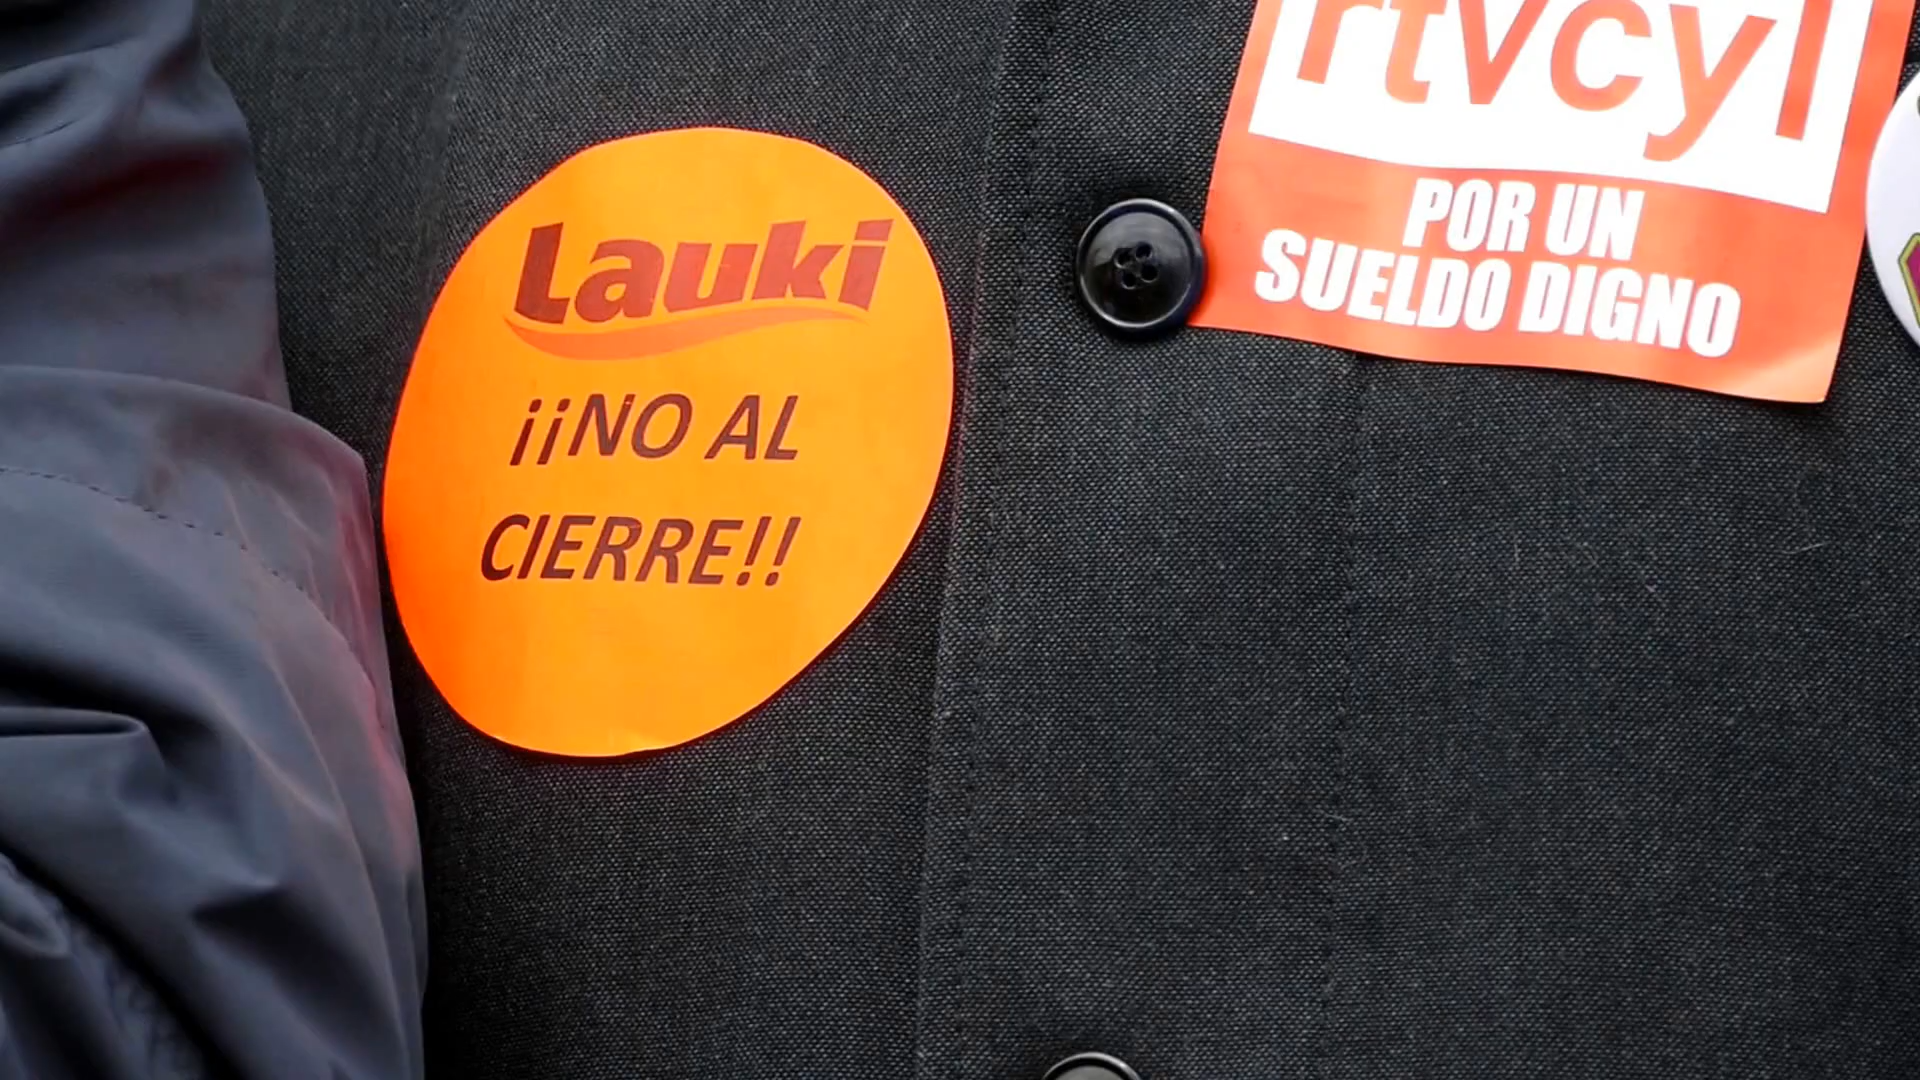 Lauki
¡¡NO AL
CIERRE!!
rtvcyl
POR UN
SUELDO DIGNO